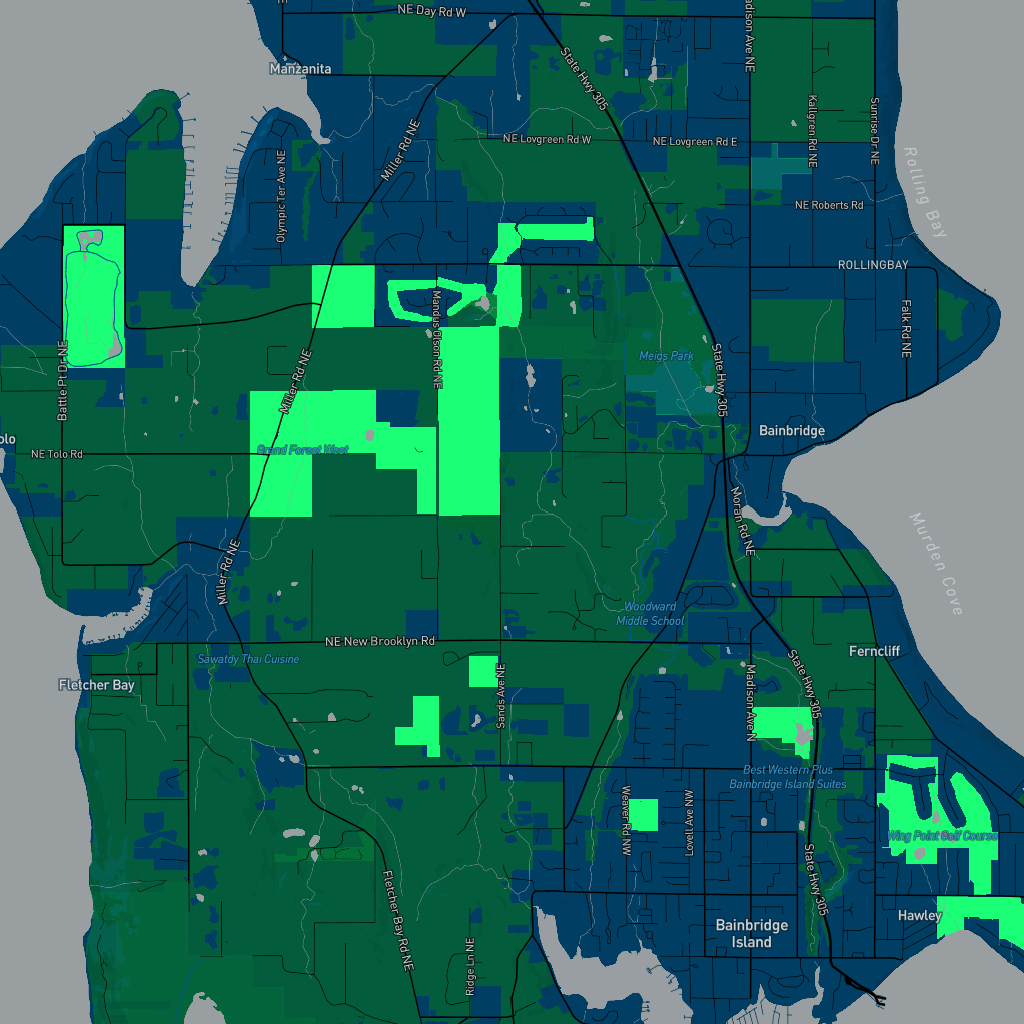 NE Day Rd W
Madison Ave NE
Manzanita
State Hwy 305
Miller Rd NE
NE Lovgreen Rd W
NE Lovgreen Rd E
Kallgren Rd NE
Sunrise Dr NE
Olympic Ter Ave NE
Rolling Bay
NE Roberts Rd
ROLLINGBAY
Mandus Olson Rd NE
Falk Rd NE
Battle Pt Dr NE
Miller Rd NE
State Hwy 305
Meigs Park
Bainbridge
olo
NE Tolo Rd
Grand Forest West
Moran Rd NE
Murden Cove
Miller Rd NE
Woodward
Middle School
NE New Brooklyn Rd
Sawatdy Thai Cuisine
Ferncliff
Fletcher Bay
Sands Ave NE
Madison Ave N
State Hwy 305
Best Western Plus
Bainbridge Island Suites
Weaver Rd NW
Lovell Ave NW
Wing Point Golf Course
State Hwy 305
Fletcher Bay Rd NE
Hawley
Bainbridge
Island
Ridge Ln NE